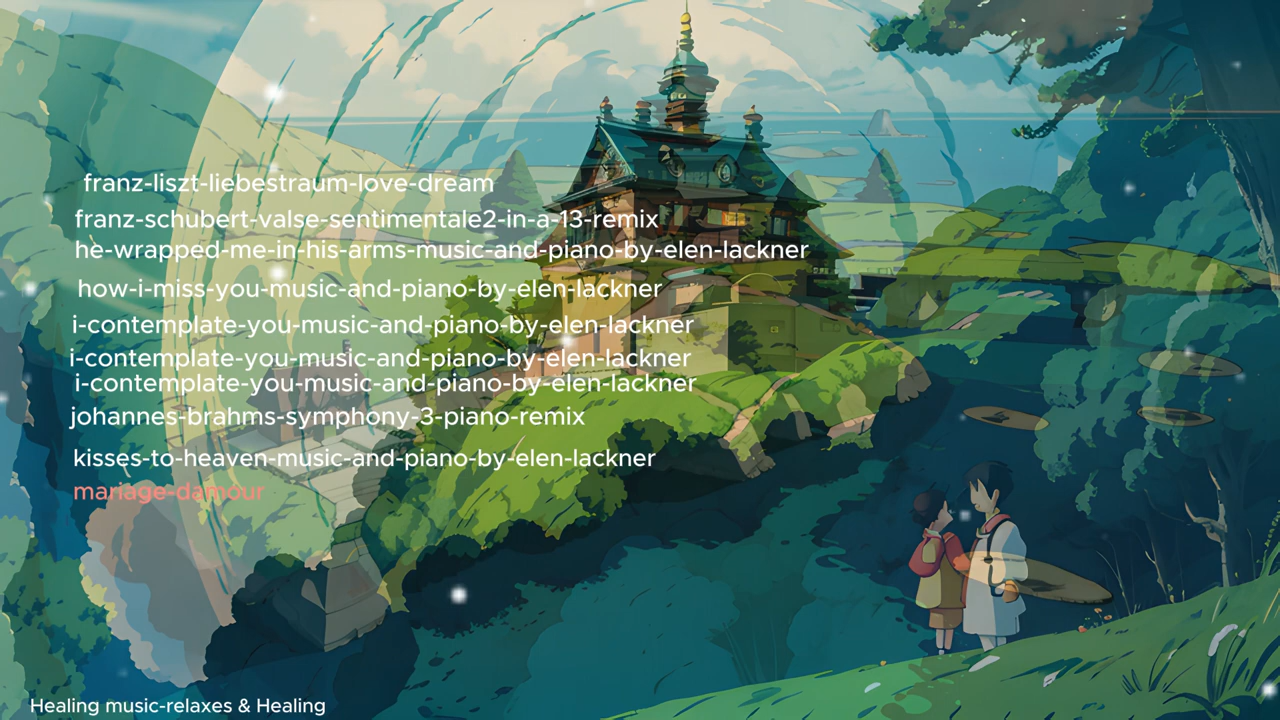 franz-liszt-liebestraum-love-dream
franz-schubert-valse-sentimentale2-in-a-13-remix
he-wrapped-me-in-his-arms-music-and-piano-by-elen-lackner
how-i-miss-you-music-and-piano-by-elen-lackner
i-contemplate-you-music-and-piano-by-elen-lackner
i-contemplate-you-music-and-piano-by-elen-lackner
i-contemplate-you-music-and-piano-by-elen-lackner
johannes-brahms-symphony-3-piano-remix
kisses-to-heaven-music-and-piano-by-elen-lackner
mariage-damour
Healing music-relaxes & Healing